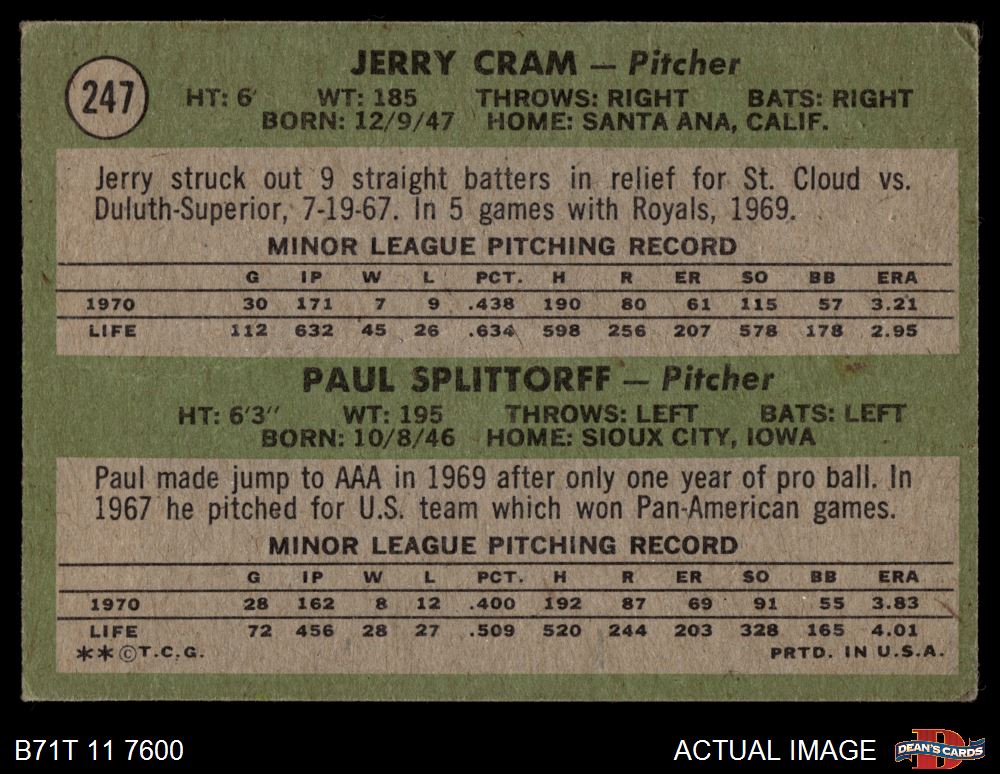 247
JERRY CRAM — Pitcher
HT: 6' WT: 185 THROWS: RIGHT BATS: RIGHT
BORN: 12/9/47 HOME: SANTA ANA, CALIF.
Jerry struck out 9 straight batters in relief for St. Cloud vs.
Duluth-Superior, 7-19-67. In 5 games with Royals, 1969.
MINOR LEAGUE PITCHING RECORD
G IP W L PCT. H R ER SO BB ERA
1970 30 171 7 9 .438 190 80 61 115 57 3.21
LIFE 112 632 45 26 .634 598 256 207 578 178 2.95
PAUL SPLITTORFF — Pitcher
HT: 6'3" WT: 195 THROWS: LEFT BATS: LEFT
BORN: 10/8/46 HOME: SIOUX CITY, IOWA
Paul made jump to AAA in 1969 after only one year of pro ball. In
1967 he pitched for U.S. team which won Pan-American games.
MINOR LEAGUE PITCHING RECORD
G IP W L PCT. H R ER SO BB ERA
1970 28 162 8 12 .400 192 87 69 91 55 3.83
LIFE 72 456 28 27 .509 520 244 203 328 165 4.01
**©T.C.G. PRTD. IN U.S.A.
B71T 11 7600 ACTUAL IMAGE D DEAN'S CARDS